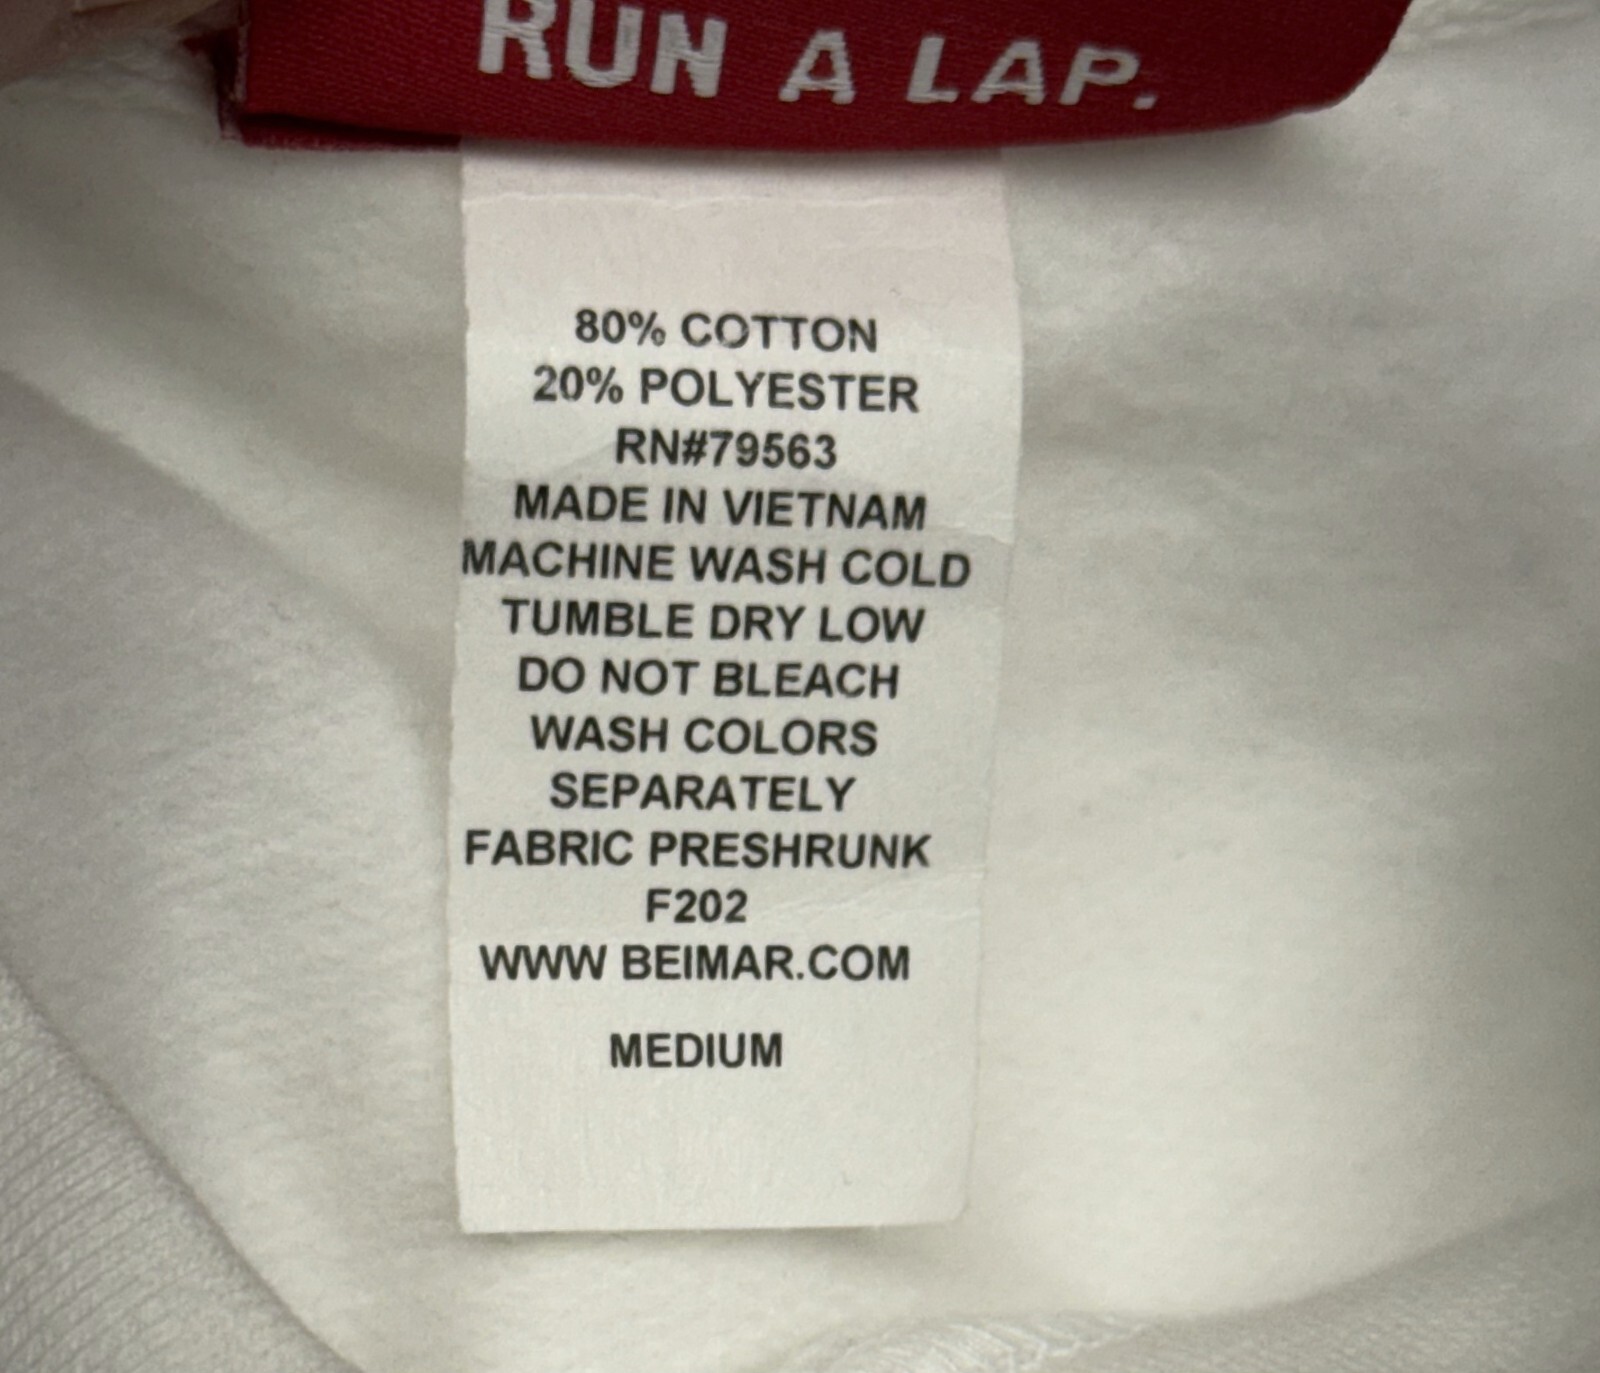 RUN A LAP.
80% COTTON
20% POLYESTER
RN#79563
MADE IN VIETNAM
MACHINE WASH COLD
TUMBLE DRY LOW
DO NOT BLEACH
WASH COLORS
SEPARATELY
FABRIC PRESHRUNK
F202
WWW BEIMAR.COM
MEDIUM